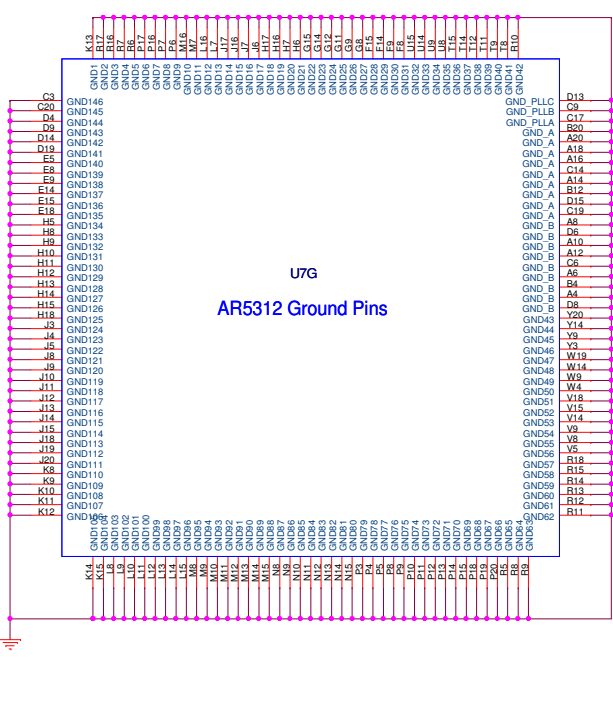 K13 R17 R16 R7 R6 P17 P16 P7 P6 M16 M7 L16 L7 J17 J16 J7 J6 H17 H16 H7 H6 G15 G14 G12 G11 G9 G8 F15 F14 F9 F8 U15 U14 U9 U8 T15 T14 T12 T11 T9 T8 R10
GND1 GND2 GND3 GND4 GND5 GND6 GND7 GND8 GND9 GND10 GND11 GND12 GND13 GND14 GND15 GND16 GND17 GND18 GND19 GND20 GND21 GND22 GND23 GND24 GND25 GND26 GND27 GND28 GND29 GND30 GND31 GND32 GND33 GND34 GND35 GND36 GND37 GND38 GND39 GND40 GND41 GND42
C3 GND146
C20 GND145
D4 GND144
D9 GND143
D14 GND142
D19 GND141
E5 GND140
E8 GND139
E9 GND138
E14 GND137
E15 GND136
E18 GND135
H5 GND134
H8 GND133
H9 GND132
H10 GND131
H11 GND130
H12 GND129
H13 GND128
H14 GND127
H15 GND126
H18 GND125
J3 GND124
J4 GND123
J5 GND122
J8 GND121
J9 GND120
J10 GND119
J11 GND118
J12 GND117
J13 GND116
J14 GND115
J15 GND114
J18 GND113
J19 GND112
J20 GND111
K8 GND110
K9 GND109
K10 GND108
K11 GND107
K12 GND106
U7G
AR5312 Ground Pins
GND_PLLC D13
GND_PLLB C9
GND_PLLA C17
GND_A B20
GND_A A20
GND_A A18
GND_A A16
GND_A C14
GND_A A14
GND_A B12
GND_A D15
GND_A C19
GND_B A8
GND_B D6
GND_B A10
GND_B A12
GND_B C6
GND_B A6
GND_B B4
GND_B A4
GND_B D8
GND43 Y20
GND44 Y14
GND45 Y9
GND46 Y3
GND47 W19
GND48 W14
GND49 W9
GND50 W4
GND51 V18
GND52 V15
GND53 V14
GND54 V9
GND55 V8
GND56 V5
GND57 R18
GND58 R15
GND59 R14
GND60 R13
GND61 R12
GND62 R11
GND105 GND104 GND103 GND102 GND101 GND100 GND99 GND98 GND97 GND96 GND95 GND94 GND93 GND92 GND91 GND90 GND89 GND88 GND87 GND86 GND85 GND84 GND83 GND82 GND81 GND80 GND79 GND78 GND77 GND76 GND75 GND74 GND73 GND72 GND71 GND70 GND69 GND68 GND67 GND66 GND65 GND64 GND63
K14 K15 L8 L9 L10 L11 L12 L13 L14 L15 M8 M9 M10 M11 M12 M13 M14 M15 N8 N9 N10 N11 N12 N13 N14 N15 P3 P4 P5 P8 P9 P10 P11 P12 P13 P14 P15 P18 P19 P20 R5 R8 R9